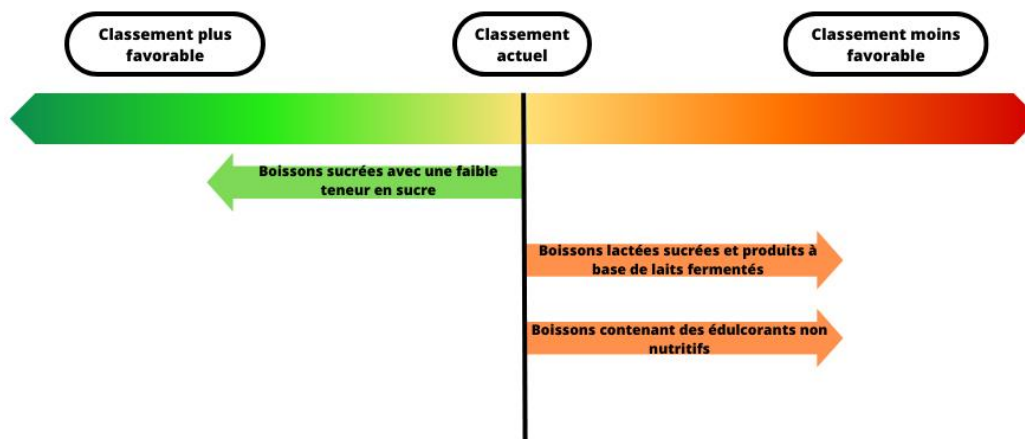 Classement plus
favorable
Classement
actuel
Classement moins
favorable
Boissons sucrées avec une faible
teneur en sucre
Boissons lactées sucrées et produits à
base de laits fermentés
Boissons contenant des édulcorants non
nutritifs